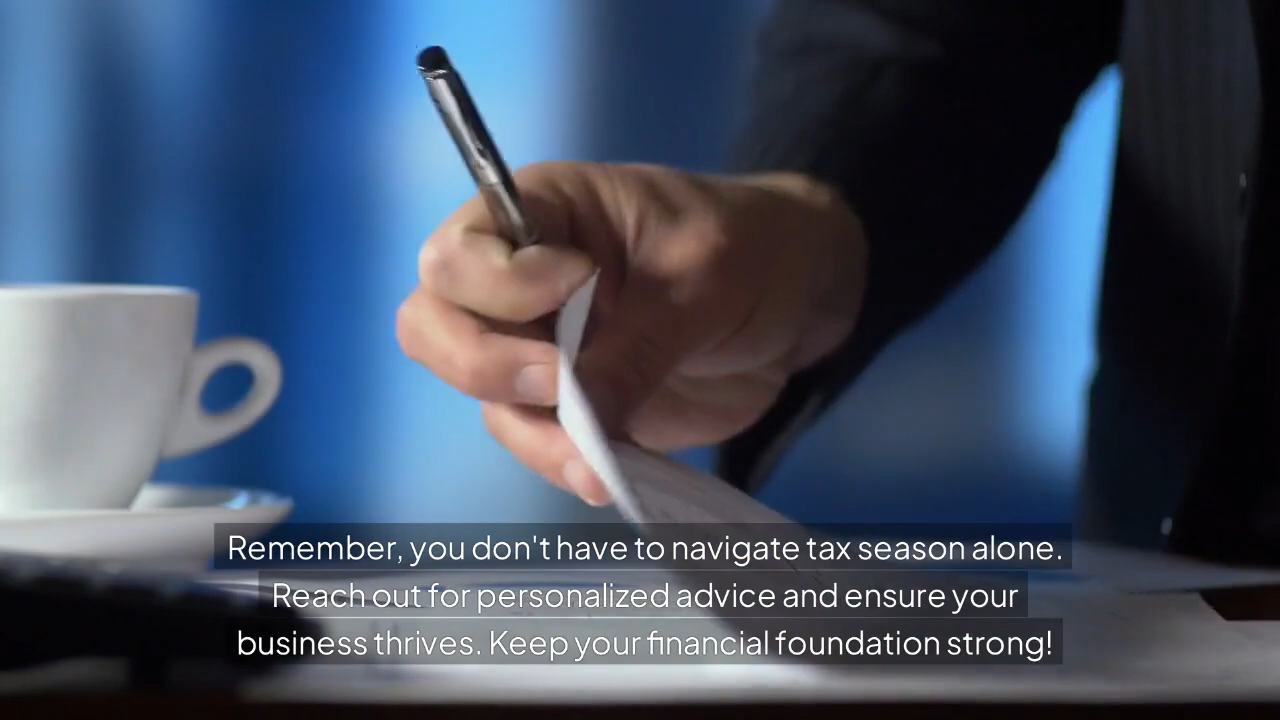 Remember, you don't have to navigate tax season alone.
Reach out for personalized advice and ensure your
business thrives. Keep your financial foundation strong!